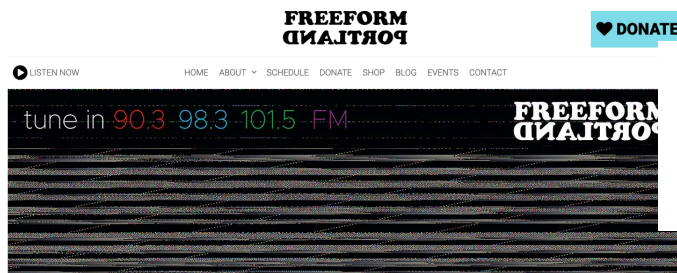 FREEFORM
PORTLAND
DONATE
LISTEN NOW
HOME ABOUT SCHEDULE DONATE SHOP BLOG EVENTS CONTACT
tune in 90.3 98.3 101.5 FM
FREEFORM
PORTLAND